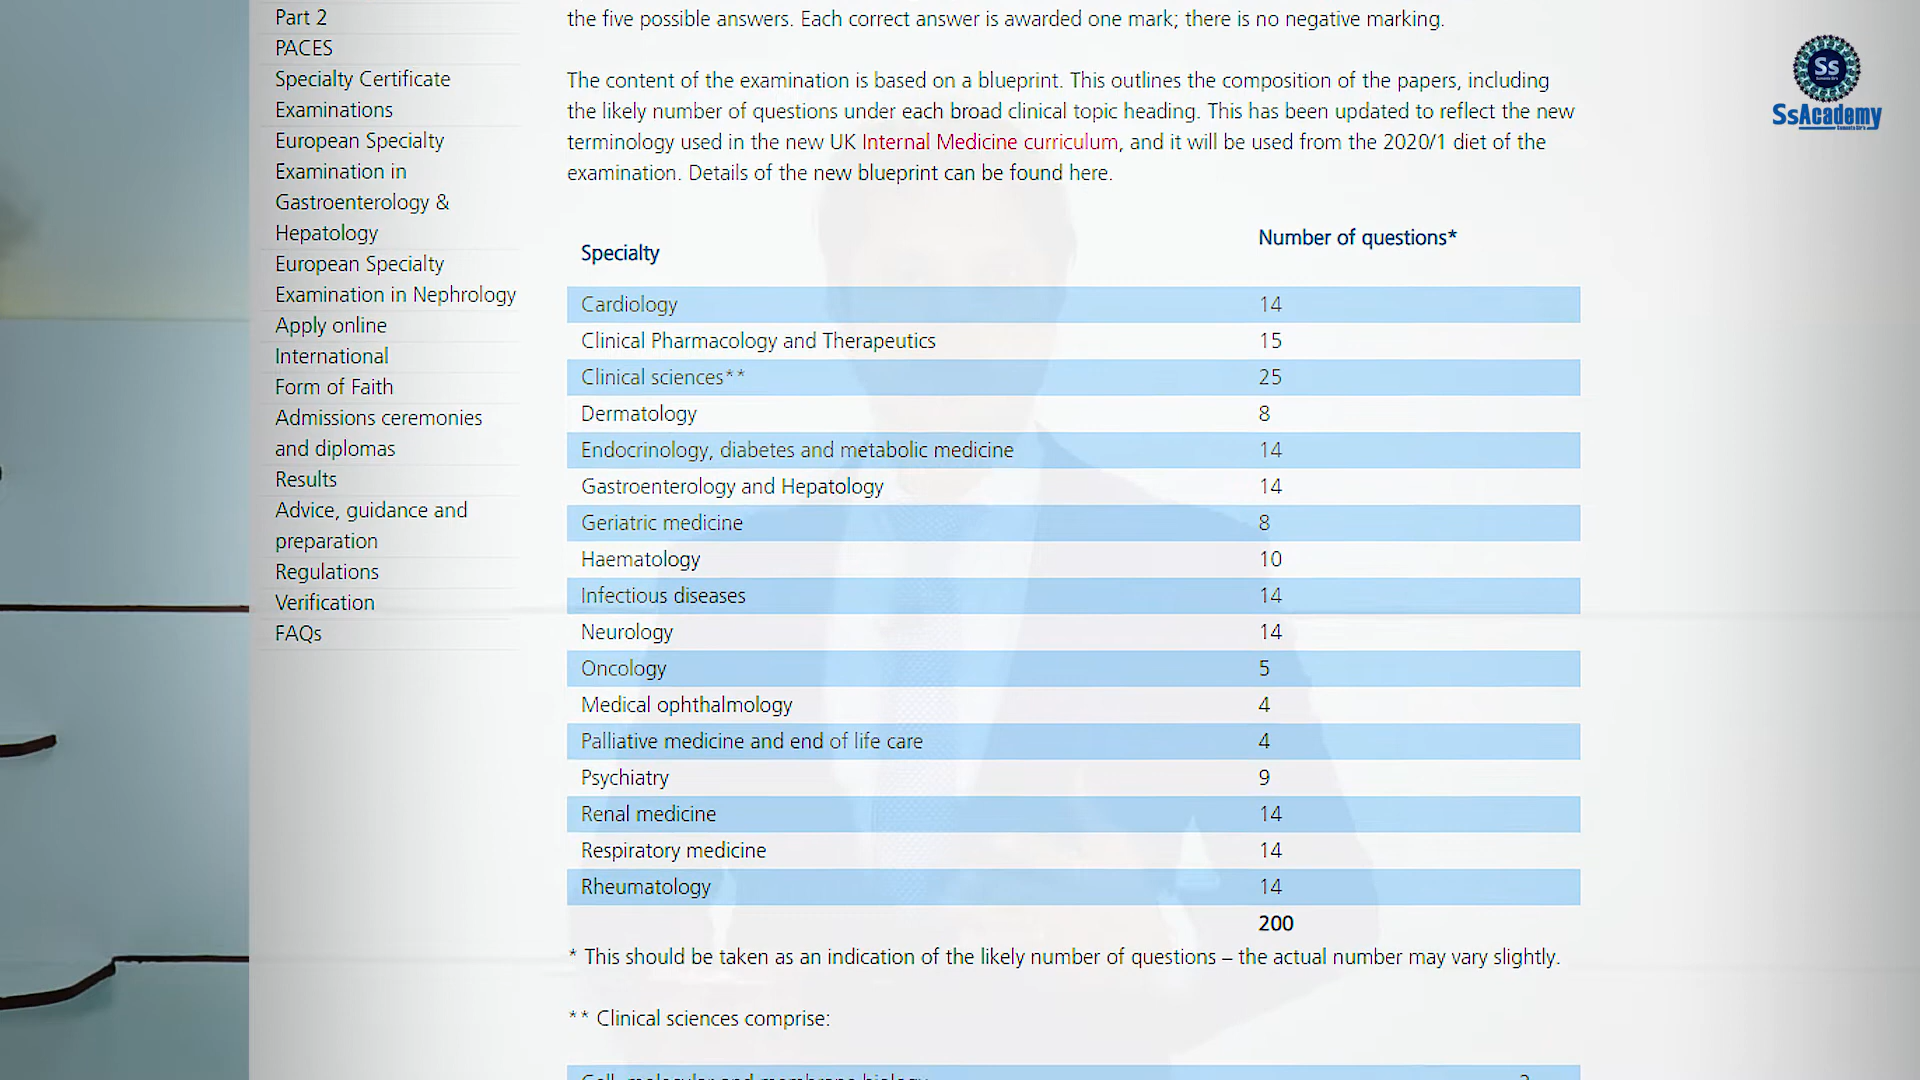 Part 2
PACES
Specialty Certificate
Examinations
European Specialty
Examination in
Gastroenterology &
Hepatology
European Specialty
Examination in Nephrology
Apply online
International
Form of Faith
Admissions ceremonies
and diplomas
Results
Advice, guidance and
preparation
Regulations
Verification
FAQs
the five possible answers. Each correct answer is awarded one mark; there is no negative marking.
The content of the examination is based on a blueprint. This outlines the composition of the papers, including
the likely number of questions under each broad clinical topic heading. This has been updated to reflect the new
terminology used in the new UK Internal Medicine curriculum, and it will be used from the 2020/1 diet of the
examination. Details of the new blueprint can be found here.
Specialty Number of questions*
Cardiology 14
Clinical Pharmacology and Therapeutics 15
Clinical sciences** 25
Dermatology 8
Endocrinology, diabetes and metabolic medicine 14
Gastroenterology and Hepatology 14
Geriatric medicine 8
Haematology 10
Infectious diseases 14
Neurology 14
Oncology 5
Medical ophthalmology 4
Palliative medicine and end of life care 4
Psychiatry 9
Renal medicine 14
Respiratory medicine 14
Rheumatology 14
200
* This should be taken as an indication of the likely number of questions – the actual number may vary slightly.
** Clinical sciences comprise:
Cell, molecular and membrane biology
Ss
SsAcademy